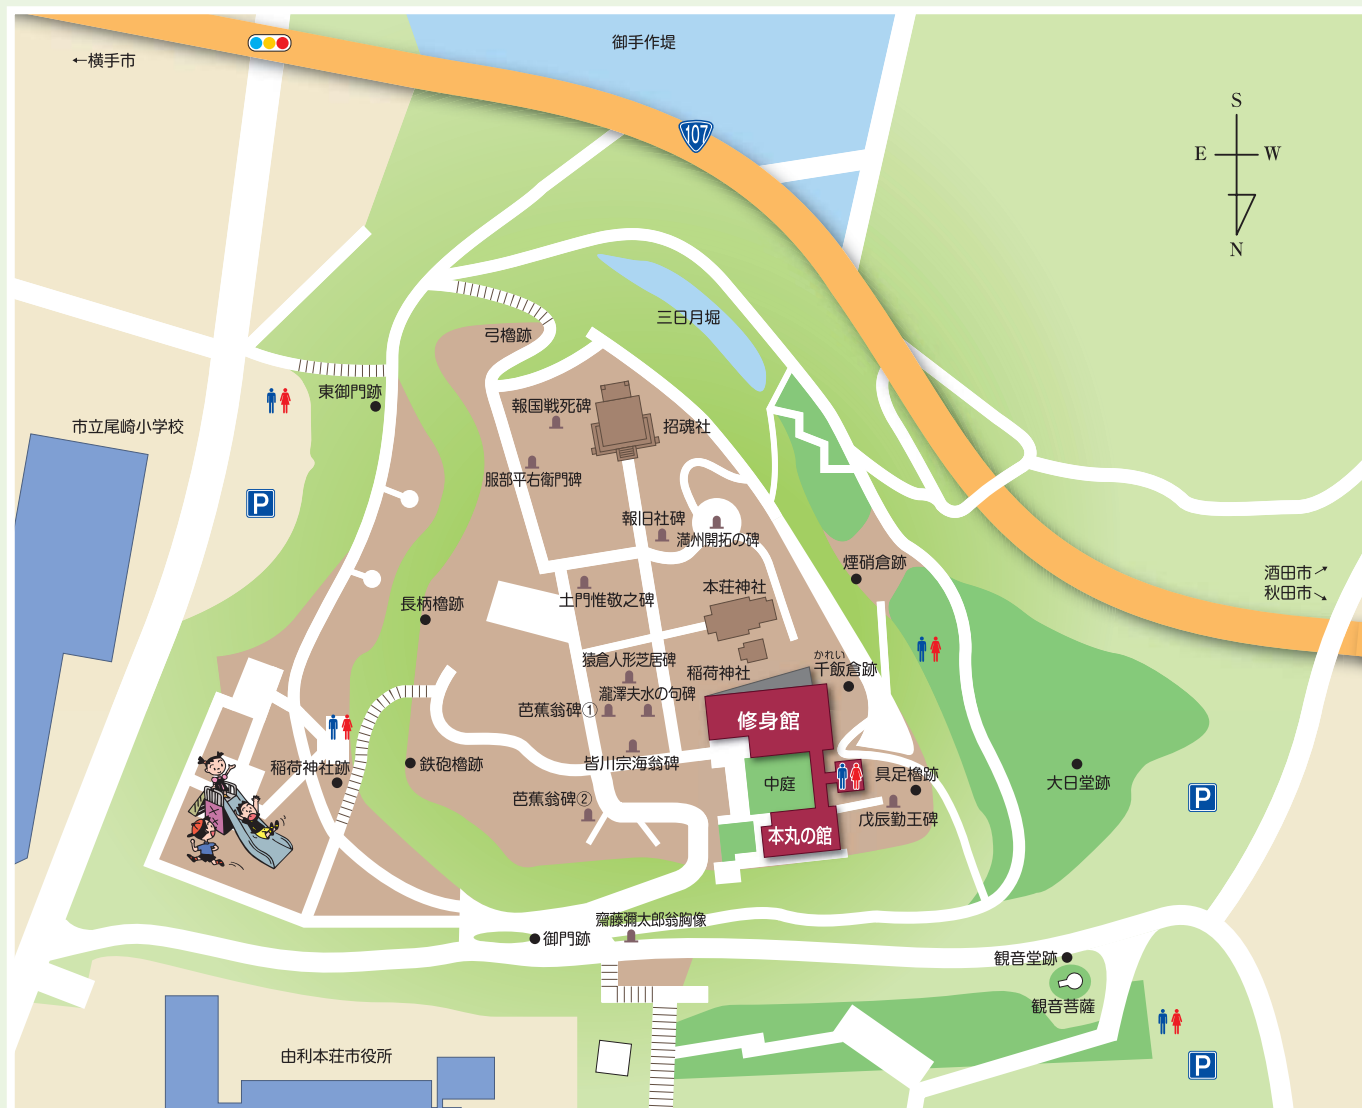 御手作堤
←横手市
107
S
E W
N
三日月堀
弓櫓跡
東御門跡
報国戦死碑
招魂社
市立尾崎小学校
服部平右衛門碑
P
報旧社碑
満州開拓の碑
煙硝倉跡
酒田市
秋田市
本荘神社
土門惟敬之碑
長柄櫓跡
猿倉人形芝居碑
かれい
千飯倉跡
稲荷神社
瀧澤夫水の句碑
芭蕉翁碑①
修身館
皆川宗海翁碑
鉄砲櫓跡
稲荷神社跡
中庭
具足櫓跡
大日堂跡
P
芭蕉翁碑②
戊辰勤王碑
本丸の館
齋藤彌太郎翁胸像
御門跡
観音堂跡
観音菩薩
由利本荘市役所
P